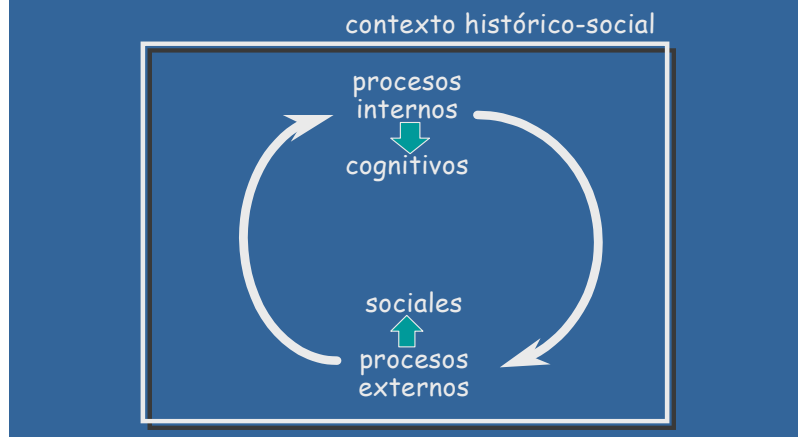 contexto histórico-social
procesos
internos
cognitivos
sociales
procesos
externos